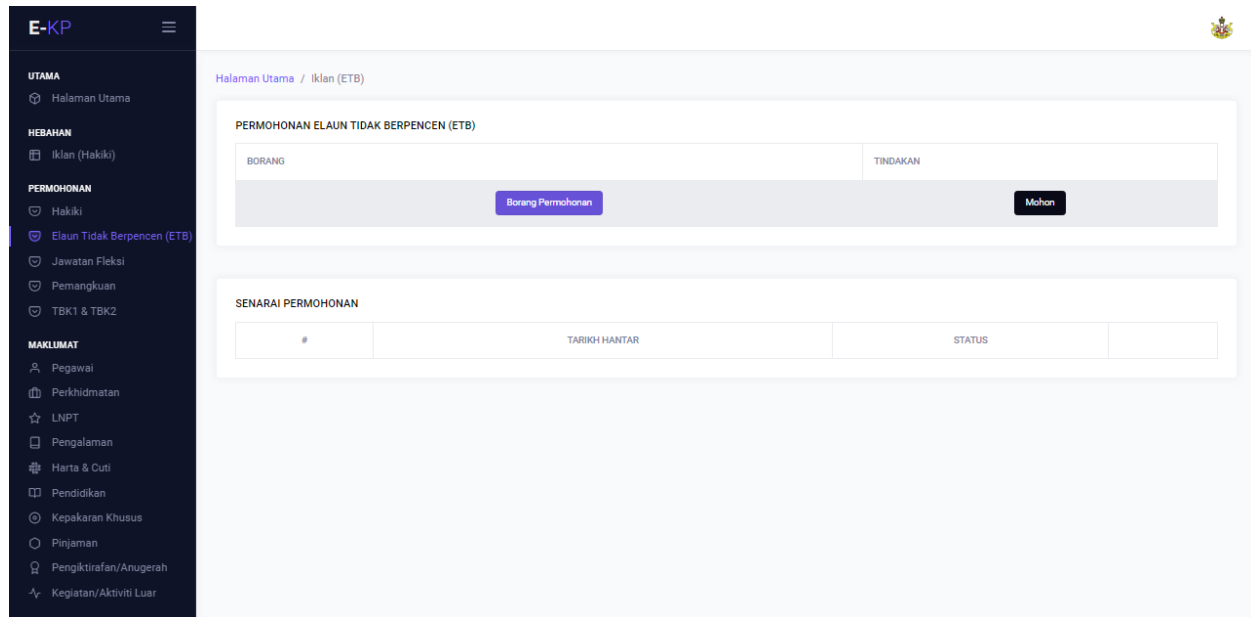 E-KP
UTAMA
Halaman Utama
HEBAHAN
Iklan (Hakiki)
PERMOHONAN
Hakiki
Elaun Tidak Berpencen (ETB)
Jawatan Fleksi
Pemangkuan
TBK1 & TBK2
MAKLUMAT
Pegawai
Perkhidmatan
LNPT
Pengalaman
Harta & Cuti
Pendidikan
Kepakaran Khusus
Pinjaman
Pengiktirafan/Anugerah
Kegiatan/Aktiviti Luar
Halaman Utama / Iklan (ETB)
PERMOHONAN ELAUN TIDAK BERPENCEN (ETB)
BORANG TINDAKAN
Borang Permohonan Mohon
SENARAI PERMOHONAN
# TARIKH HANTAR STATUS